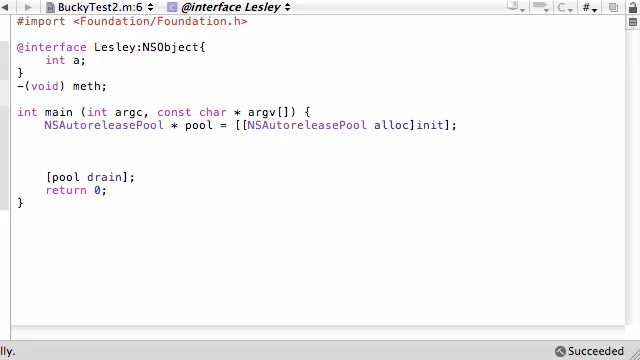 BuckyTest2.m:6 C @interface Lesley
#import <Foundation/Foundation.h>
@interface Lesley:NSObject{
int a;
}
-(void) meth;
int main (int argc, const char * argv[]) {
NSAutoreleasePool * pool = [[NSAutoreleasePool alloc]init];
[pool drain];
return 0;
}
lly.
Succeeded